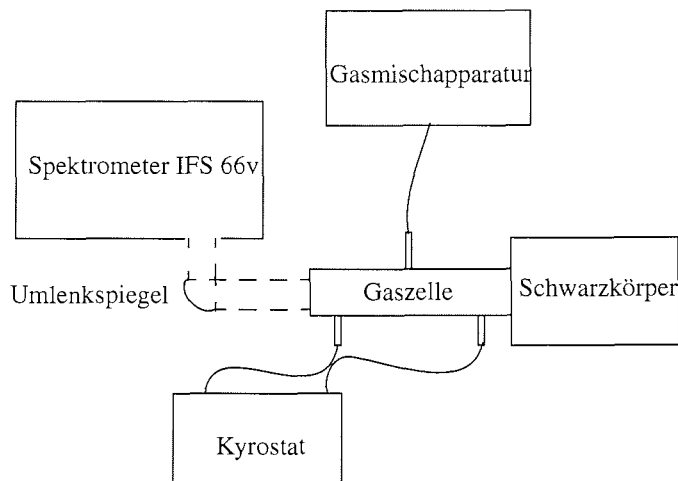 Gasmischapparatur
Spektrometer IFS 66v
Umlenkspiegel
Gaszelle
Schwarzkörper
Kyrostat